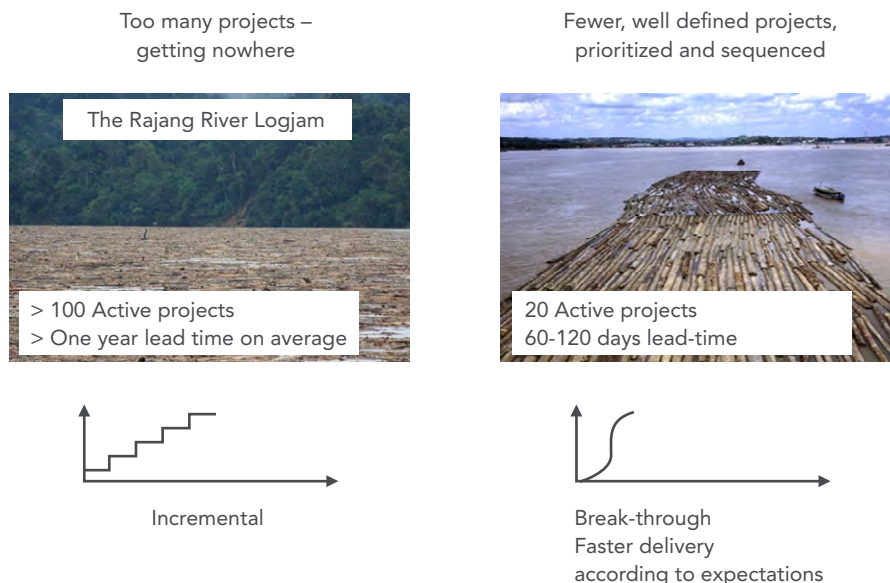 Too many projects –
getting nowhere
The Rajang River Logjam
> 100 Active projects
> One year lead time on average
Incremental
Fewer, well defined projects,
prioritized and sequenced
20 Active projects
60-120 days lead-time
Break-through
Faster delivery
according to expectations